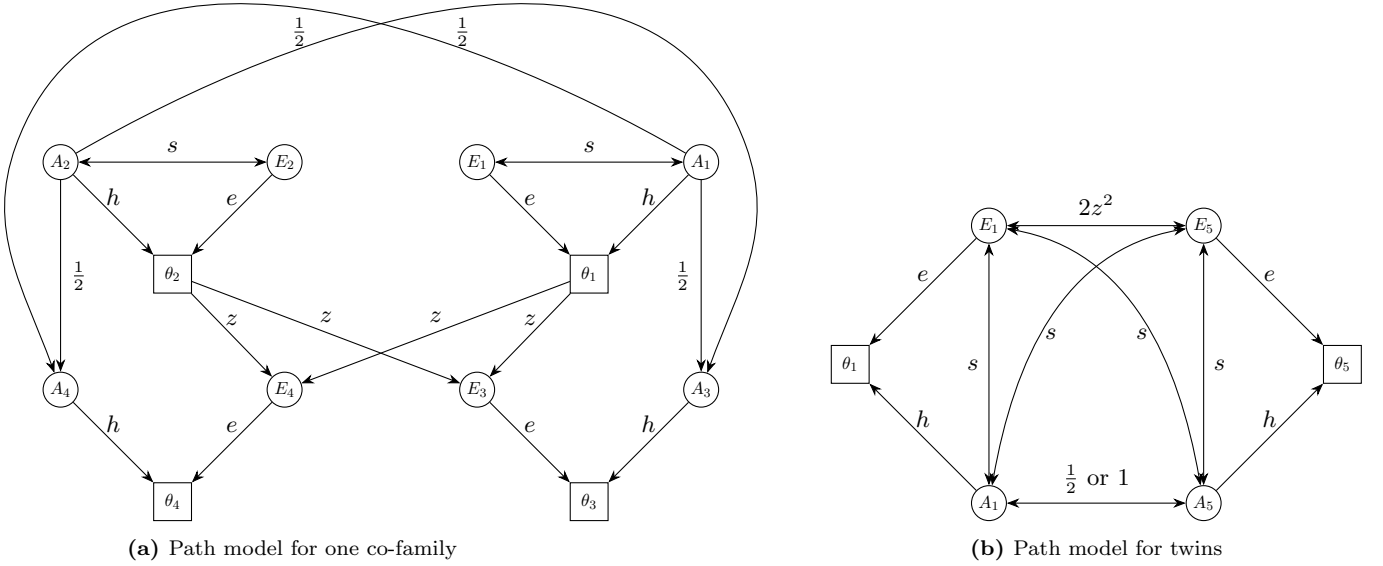 ½ ½
A₂ s E₂ E₁ s A₁
E₁ 2z² E₅
h e e h
e e
½ θ₂ θ₁ ½
z z z z
θ₁ s s s s θ₅
A₄ E₄ E₃ A₃
h e e h
h h
½ or 1
θ₄ θ₃
A₁ A₅
(a) Path model for one co-family
(b) Path model for twins